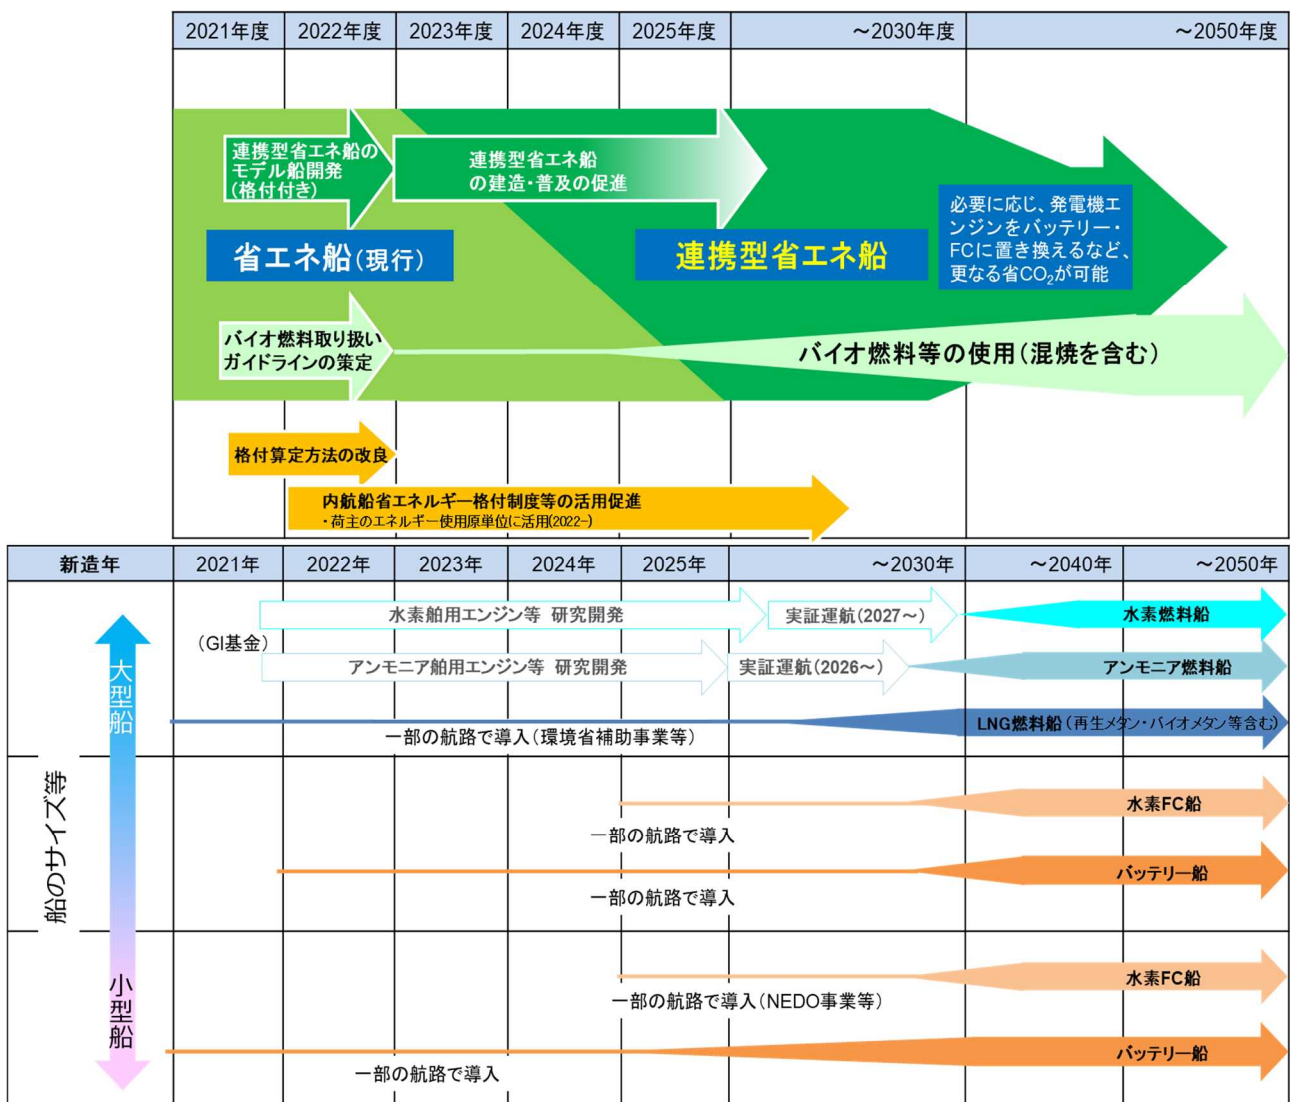 2021年度 2022年度 2023年度 2024年度 2025年度 ～2030年度 ～2050年度
連携型省エネ船の
モデル船開発
(格付付き)
連携型省エネ船
の建造・普及の促進
省エネ船(現行)
連携型省エネ船
必要に応じ、発電機エ
ンジンをバッテリー・
FCに置き換えるなど、
更なる省CO₂が可能
バイオ燃料取り扱い
ガイドラインの策定
バイオ燃料等の使用(混焼を含む)
格付算定方法の改良
内航船省エネルギー格付制度等の活用促進
・荷主のエネルギー使用原単位に活用(2022-)
新造年 2021年 2022年 2023年 2024年 2025年 ～2030年 ～2040年 ～2050年
船のサイズ等
大型船
小型船
(GI基金)
水素舶用エンジン等 研究開発 実証運航(2027～) 水素燃料船
アンモニア舶用エンジン等 研究開発 実証運航(2026～) アンモニア燃料船
LNG燃料船(再生メタン・バイオメタン等含む)
一部の航路で導入(環境省補助事業等)
水素FC船
一部の航路で導入
バッテリー船
一部の航路で導入
水素FC船
一部の航路で導入(NEDO事業等)
バッテリー船
一部の航路で導入